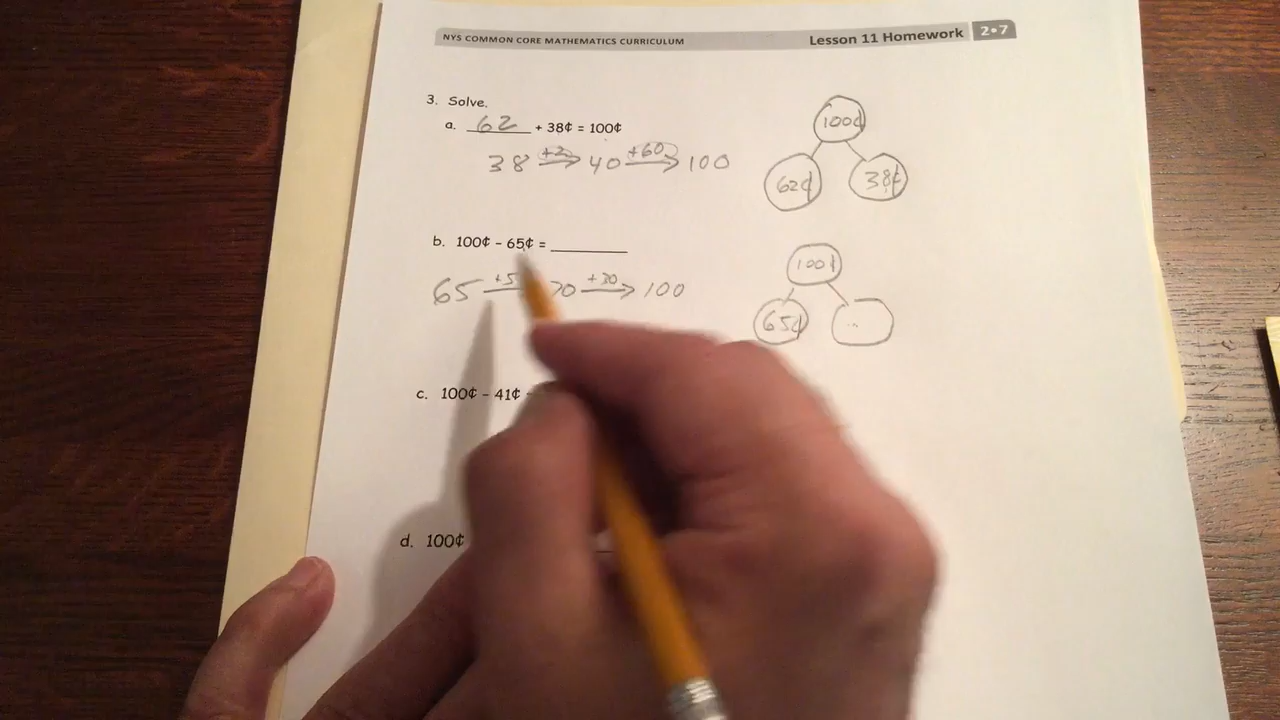 NYS COMMON CORE MATHEMATICS CURRICULUM Lesson 11 Homework 2•7
3. Solve.
a. 62 + 38¢ = 100¢
38 +2→ 40 +60→ 100
100¢
62¢ 38¢
b. 100¢ - 65¢ = ________
65 +5 70 +30→ 100
100¢
65¢
c. 100¢ - 41¢
d. 100¢